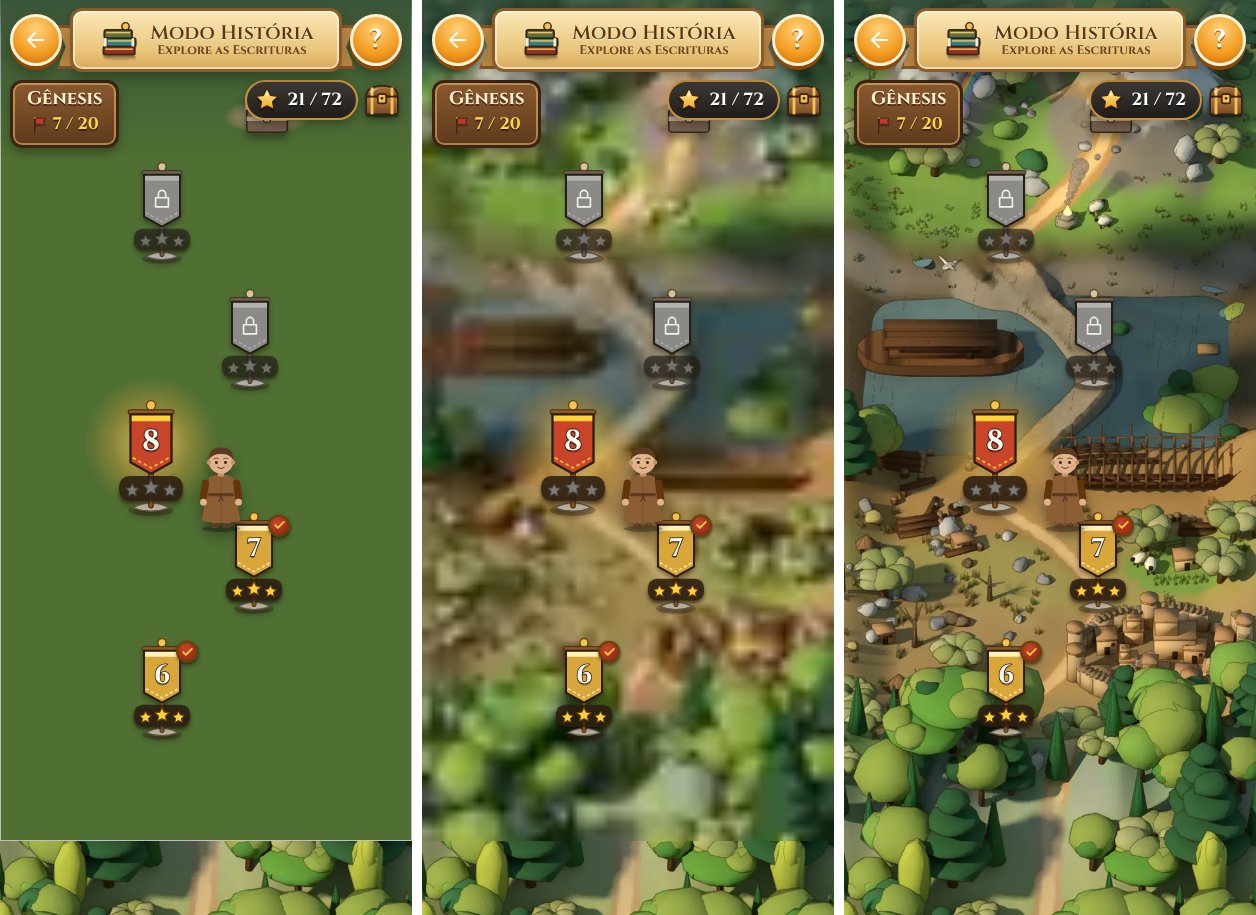 MODO HISTÓRIA
EXPLORE AS ESCRITURAS
?
GÊNESIS
7 / 20
21 / 72
8
7
6
MODO HISTÓRIA
EXPLORE AS ESCRITURAS
?
GÊNESIS
7 / 20
21 / 72
8
7
6
MODO HISTÓRIA
EXPLORE AS ESCRITURAS
?
GÊNESIS
7 / 20
21 / 72
8
7
6